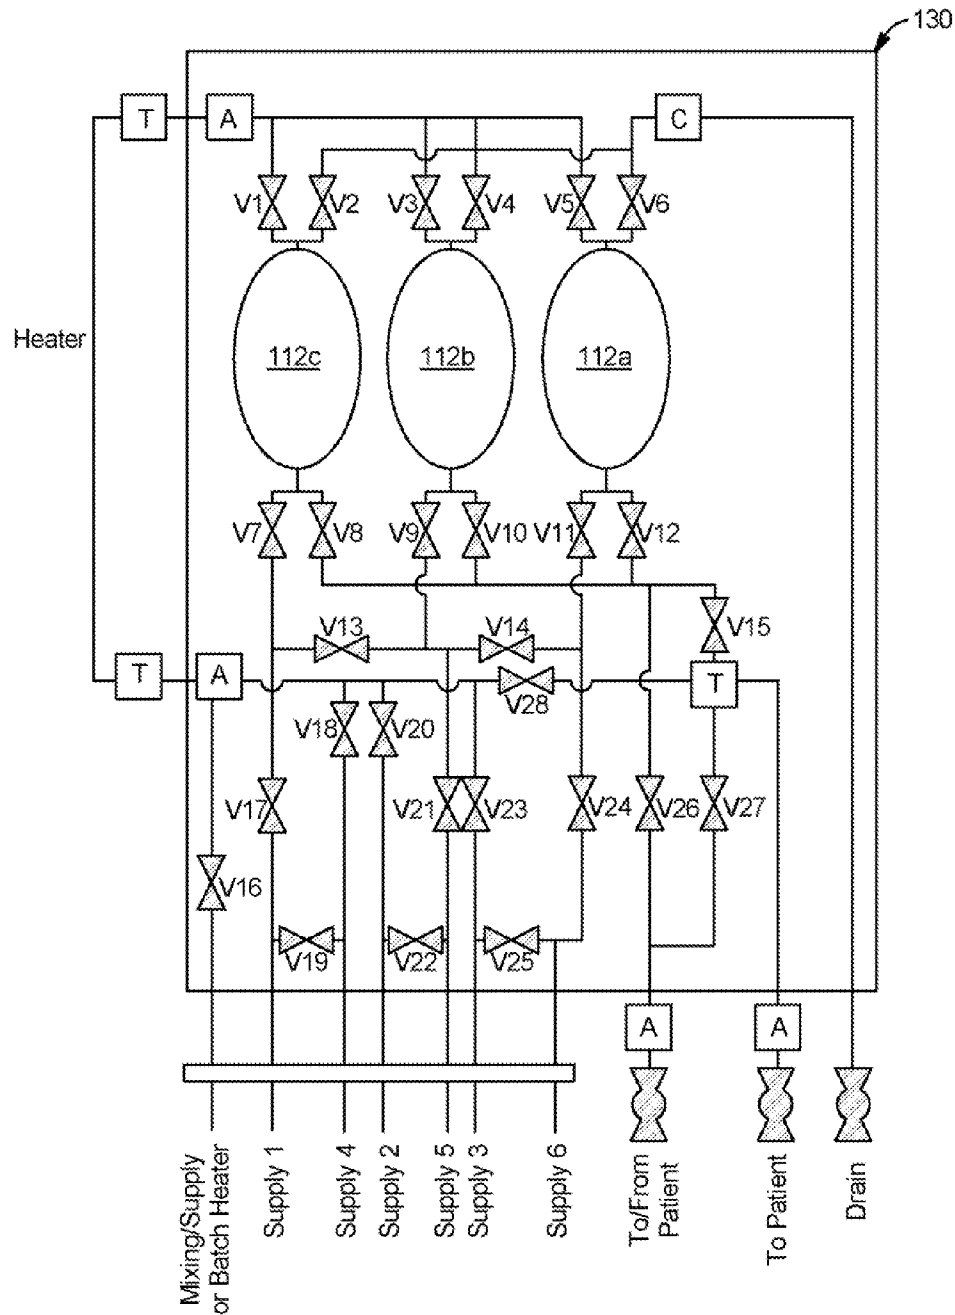 130
T
A
C
V1
V2
V3
V4
V5
V6
Heater
112c
112b
112a
V7
V8
V9
V10
V11
V12
V13
V14
V15
T
A
V28
T
V18
V20
V17
V21
V23
V24
V26
V27
V16
V19
V22
V25
A
A
Mixing/Supply
or Batch Heater
Supply 1
Supply 4
Supply 2
Supply 5
Supply 3
Supply 6
To/From
Patient
To Patient
Drain